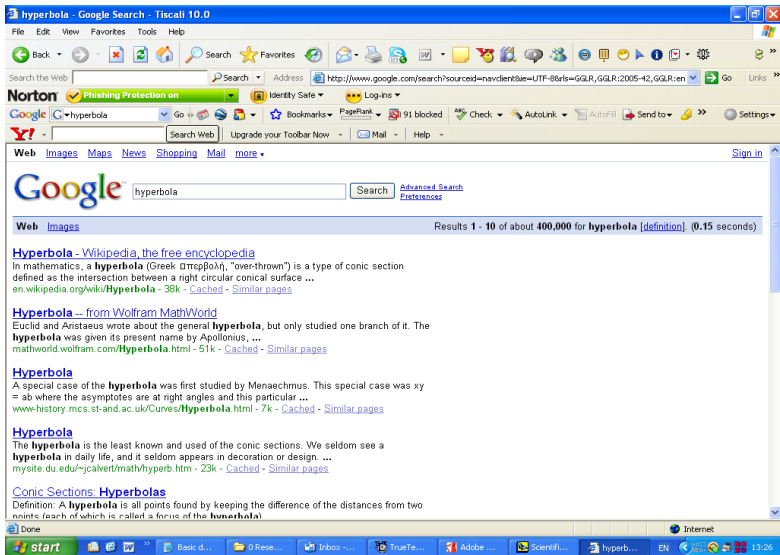 hyperbola - Google Search - Tiscali 10.0
File Edit View Favorites Tools Help
Back Search Favorites
Search the Web Search Address http://www.google.com/search?sourceid=navclient&ie=UTF-8&rls=GGLR,GGLR:2005-42,GGLR:en Go Links
Norton Phishing Protection on Identity Safe Log-ins
Google G hyperbola Go Bookmarks PageRank 91 blocked Check AutoLink AutoFill Send to Settings
Y! Search Web Upgrade your Toolbar Now Mail Help
Web Images Maps News Shopping Mail more Sign in
Google hyperbola Search Advanced Search
Preferences
Web Images Results 1 - 10 of about 400,000 for hyperbola [definition]. (0.15 seconds)
Hyperbola - Wikipedia, the free encyclopedia
In mathematics, a hyperbola (Greek □περβολή, "over-thrown") is a type of conic section
defined as the intersection between a right circular conical surface ...
en.wikipedia.org/wiki/Hyperbola - 38k - Cached - Similar pages
Hyperbola -- from Wolfram MathWorld
Euclid and Aristaeus wrote about the general hyperbola, but only studied one branch of it. The
hyperbola was given its present name by Apollonius, ...
mathworld.wolfram.com/Hyperbola.html - 51k - Cached - Similar pages
Hyperbola
A special case of the hyperbola was first studied by Menaechmus. This special case was xy
= ab where the asymptotes are at right angles and this particular ...
www-history.mcs.st-and.ac.uk/Curves/Hyperbola.html - 7k - Cached - Similar pages
Hyperbola
The hyperbola is the least known and used of the conic sections. We seldom see a
hyperbola in daily life, and it seldom appears in decoration or design. ...
mysite.du.edu/~jcalvert/math/hyperb.htm - 23k - Cached - Similar pages
Conic Sections: Hyperbolas
Definition: A hyperbola is all points found by keeping the difference of the distances from two
points (each of which is called a focus of the hyperbola)
Done Internet
start Basic d... 0 Rese... Inbox -... TrueTe... Adobe ... Scientifi... hyperb... EN 13:26